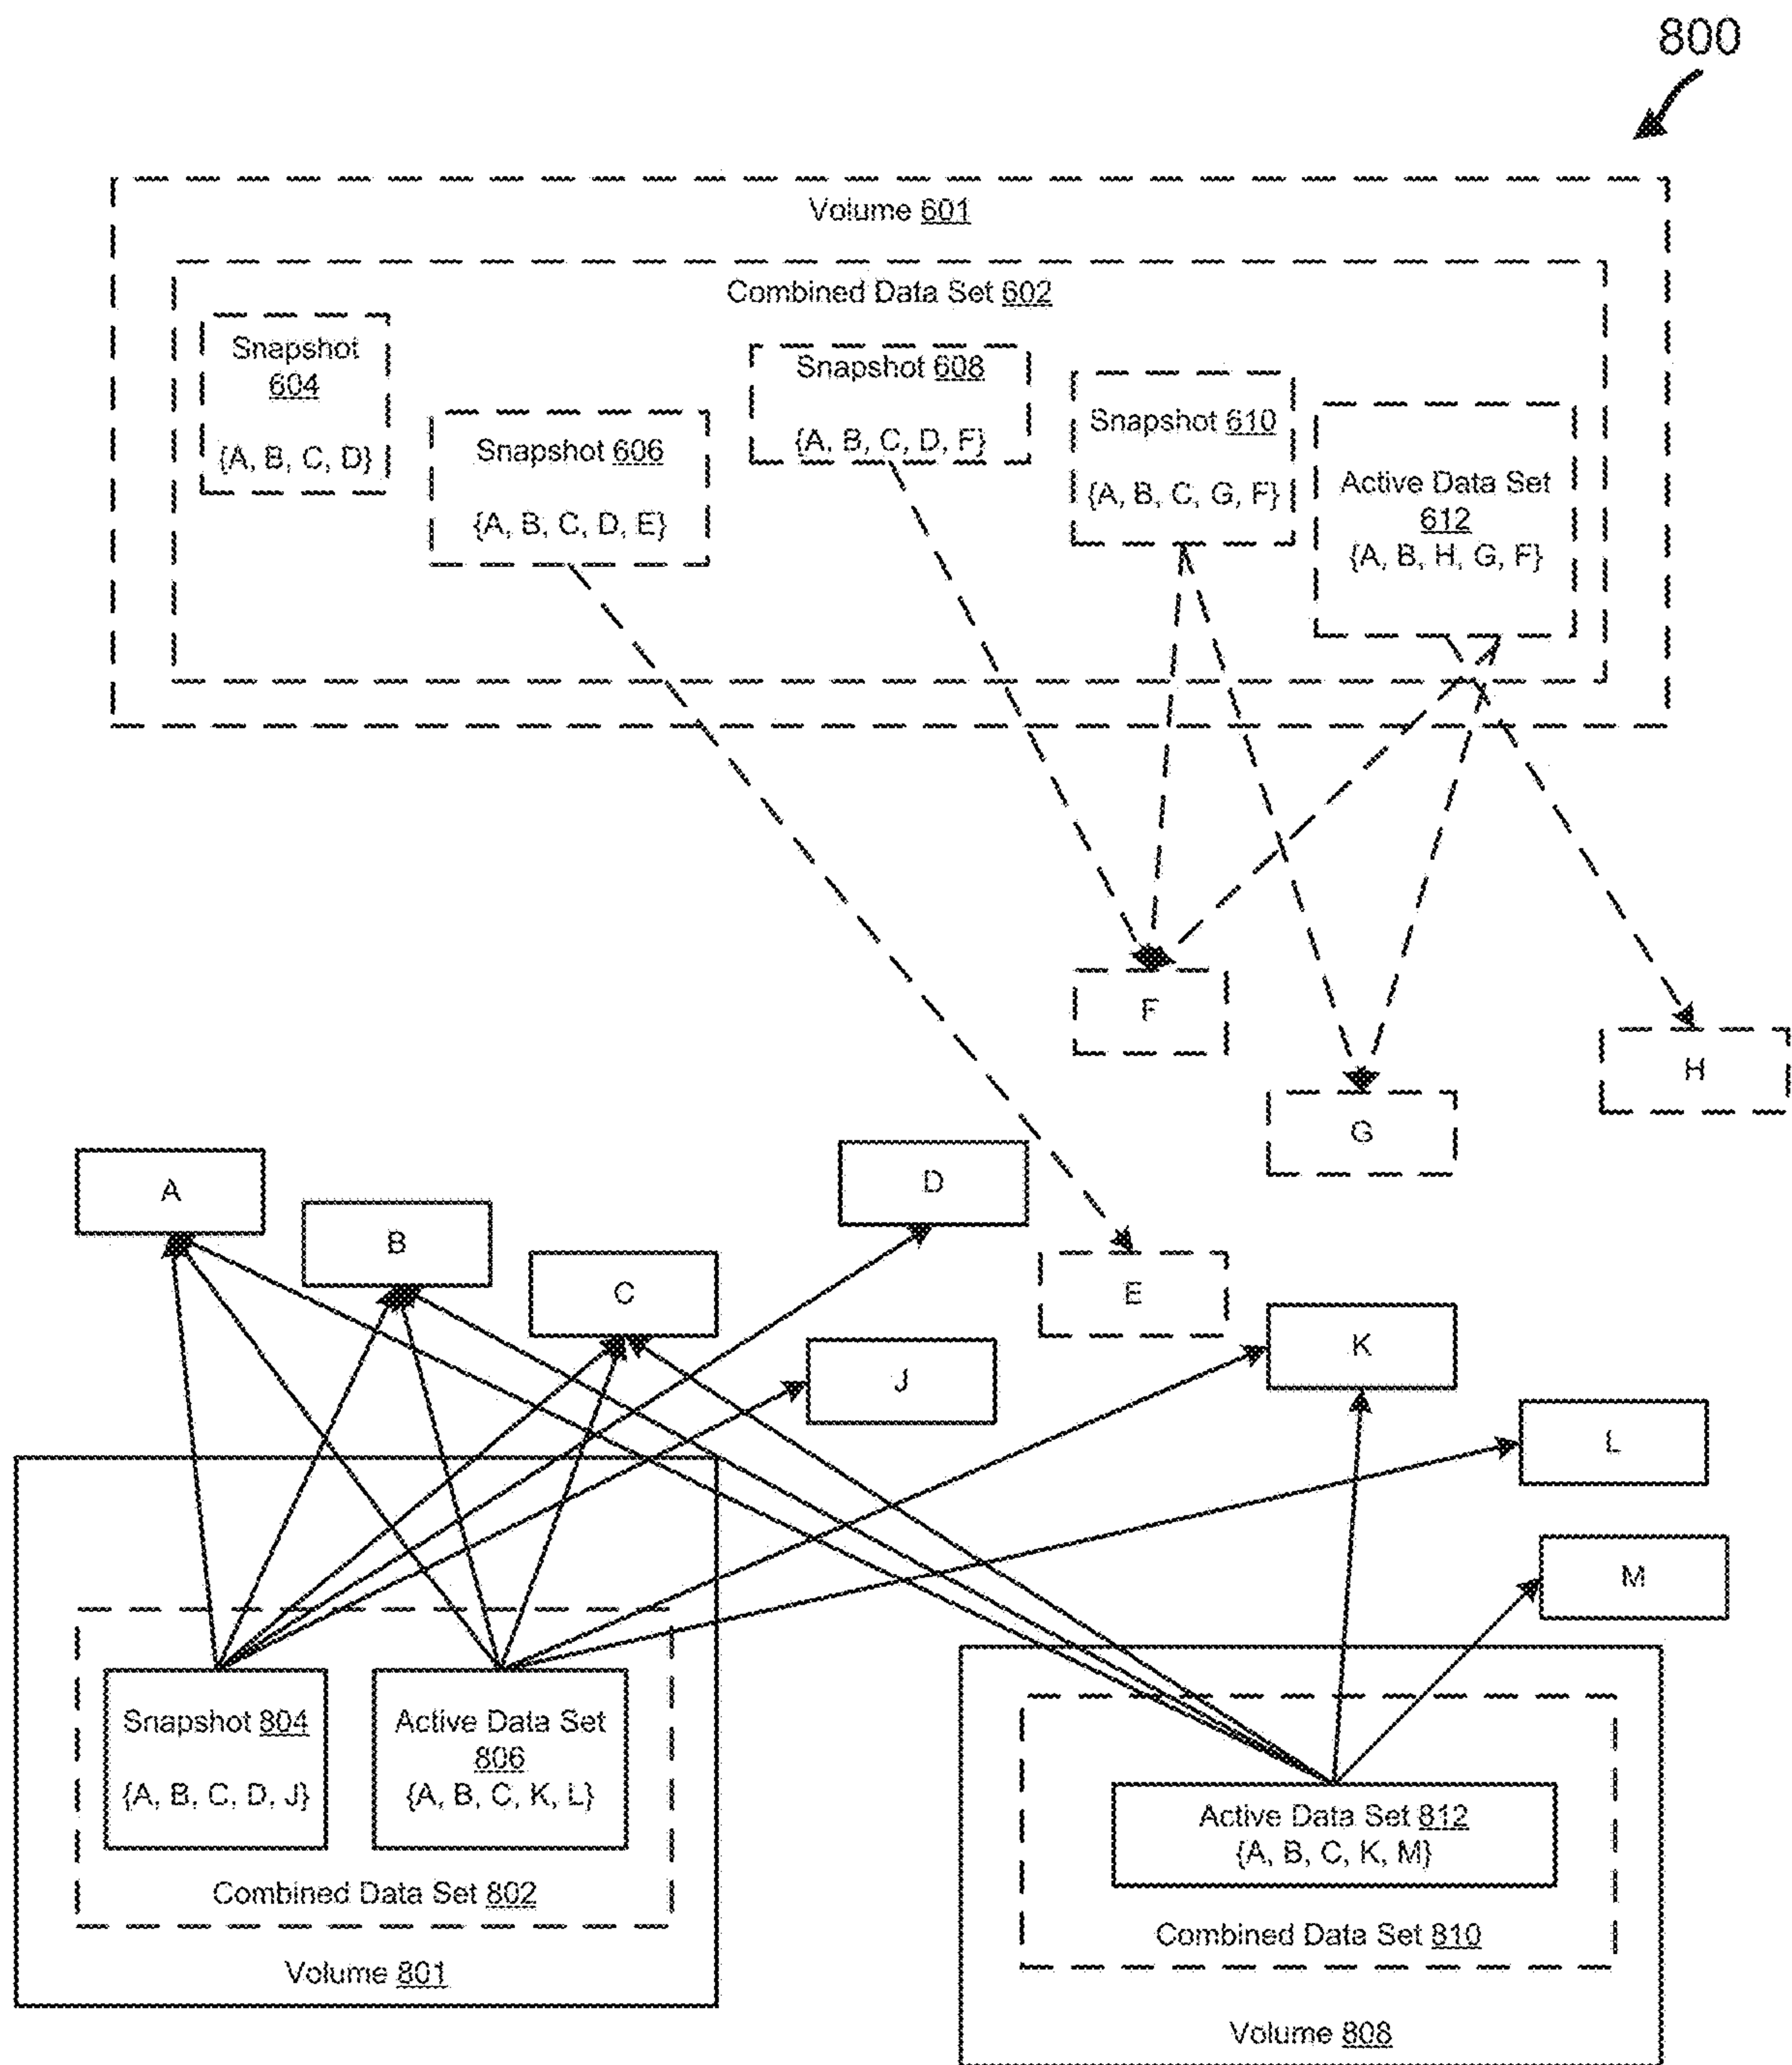 800
Volume 601
Combined Data Set 602
Snapshot
604
{A, B, C, D}
Snapshot 606
{A, B, C, D, E}
Snapshot 608
{A, B, C, D, F}
Snapshot 610
{A, B, C, G, F}
Active Data Set
612
{A, B, H, G, F}
F
H
G
A
D
B
C
E
K
J
L
M
Snapshot 804
{A, B, C, D, J}
Active Data Set
806
{A, B, C, K, L}
Combined Data Set 802
Volume 801
Active Data Set 812
{A, B, C, K, M}
Combined Data Set 810
Volume 808